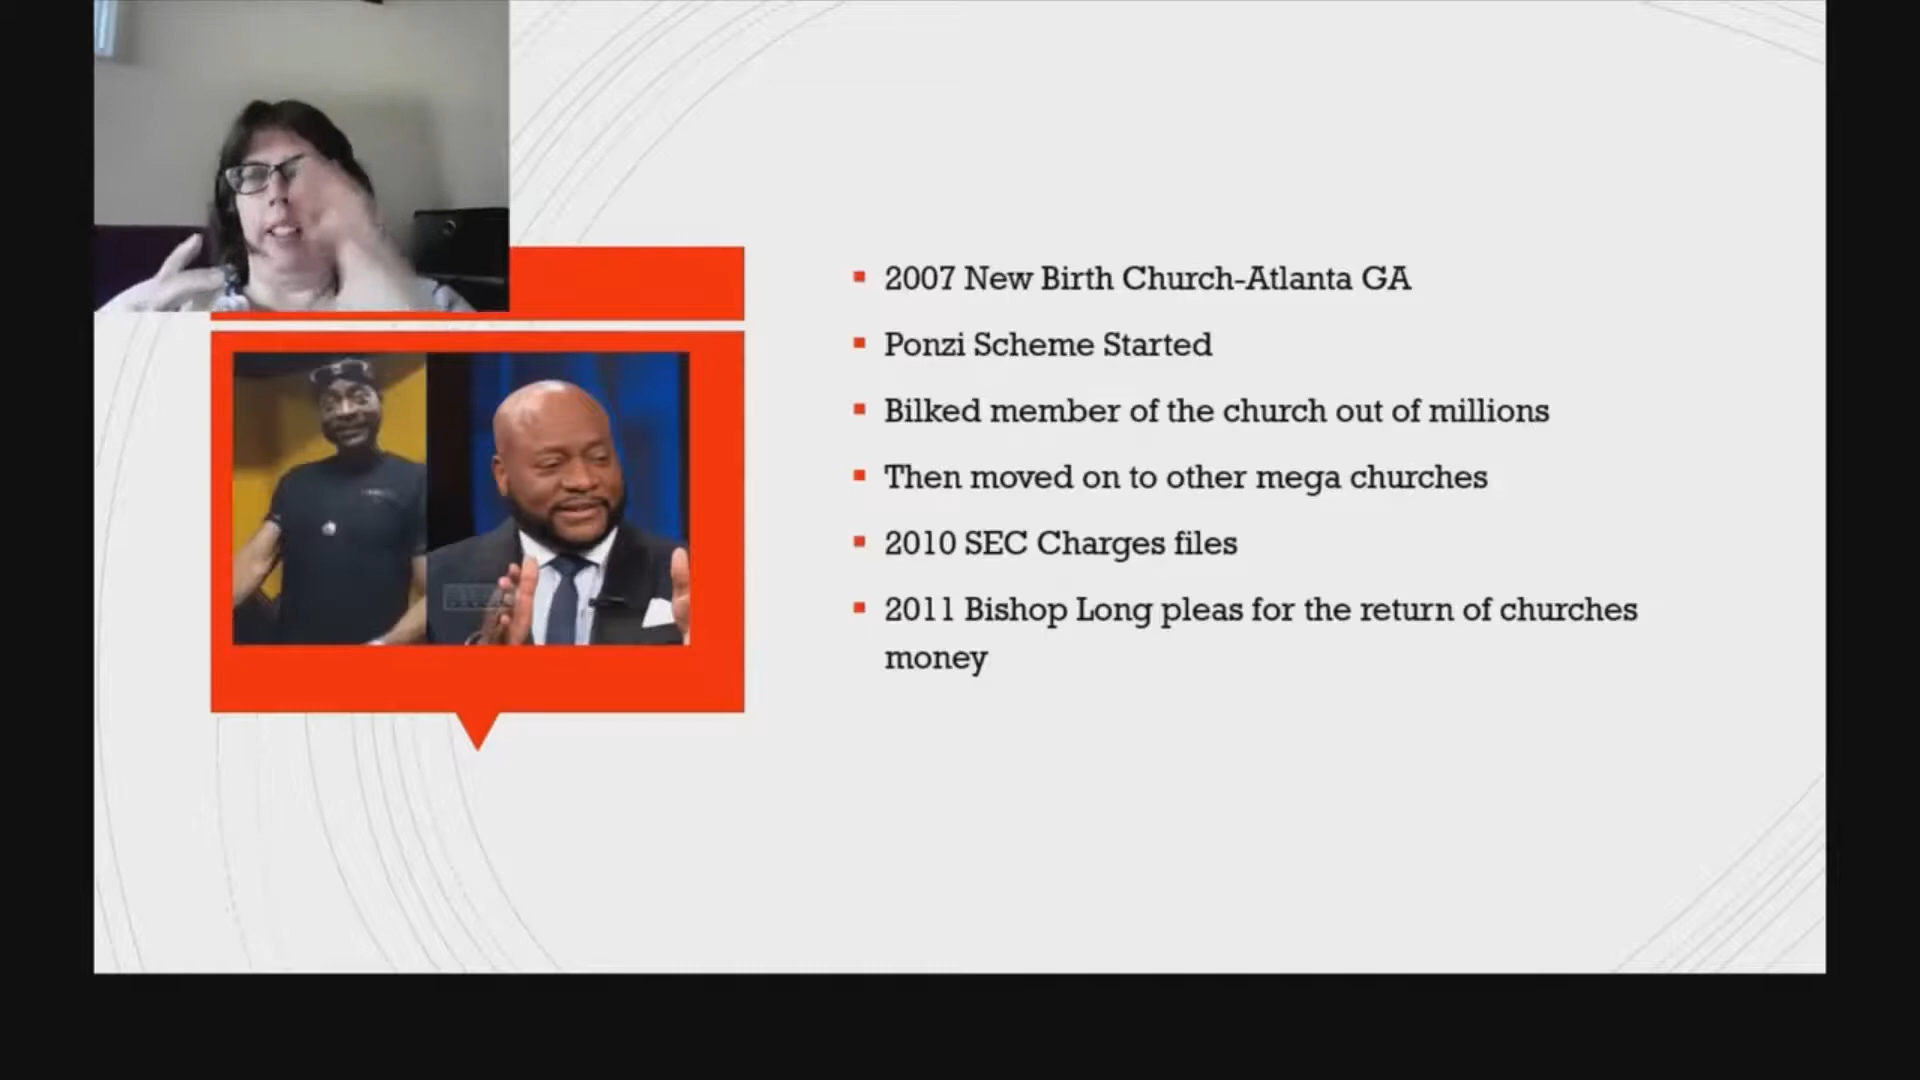 2007 New Birth Church-Atlanta GA
Ponzi Scheme Started
Bilked member of the church out of millions
Then moved on to other mega churches
2010 SEC Charges files
2011 Bishop Long pleas for the return of churches
money